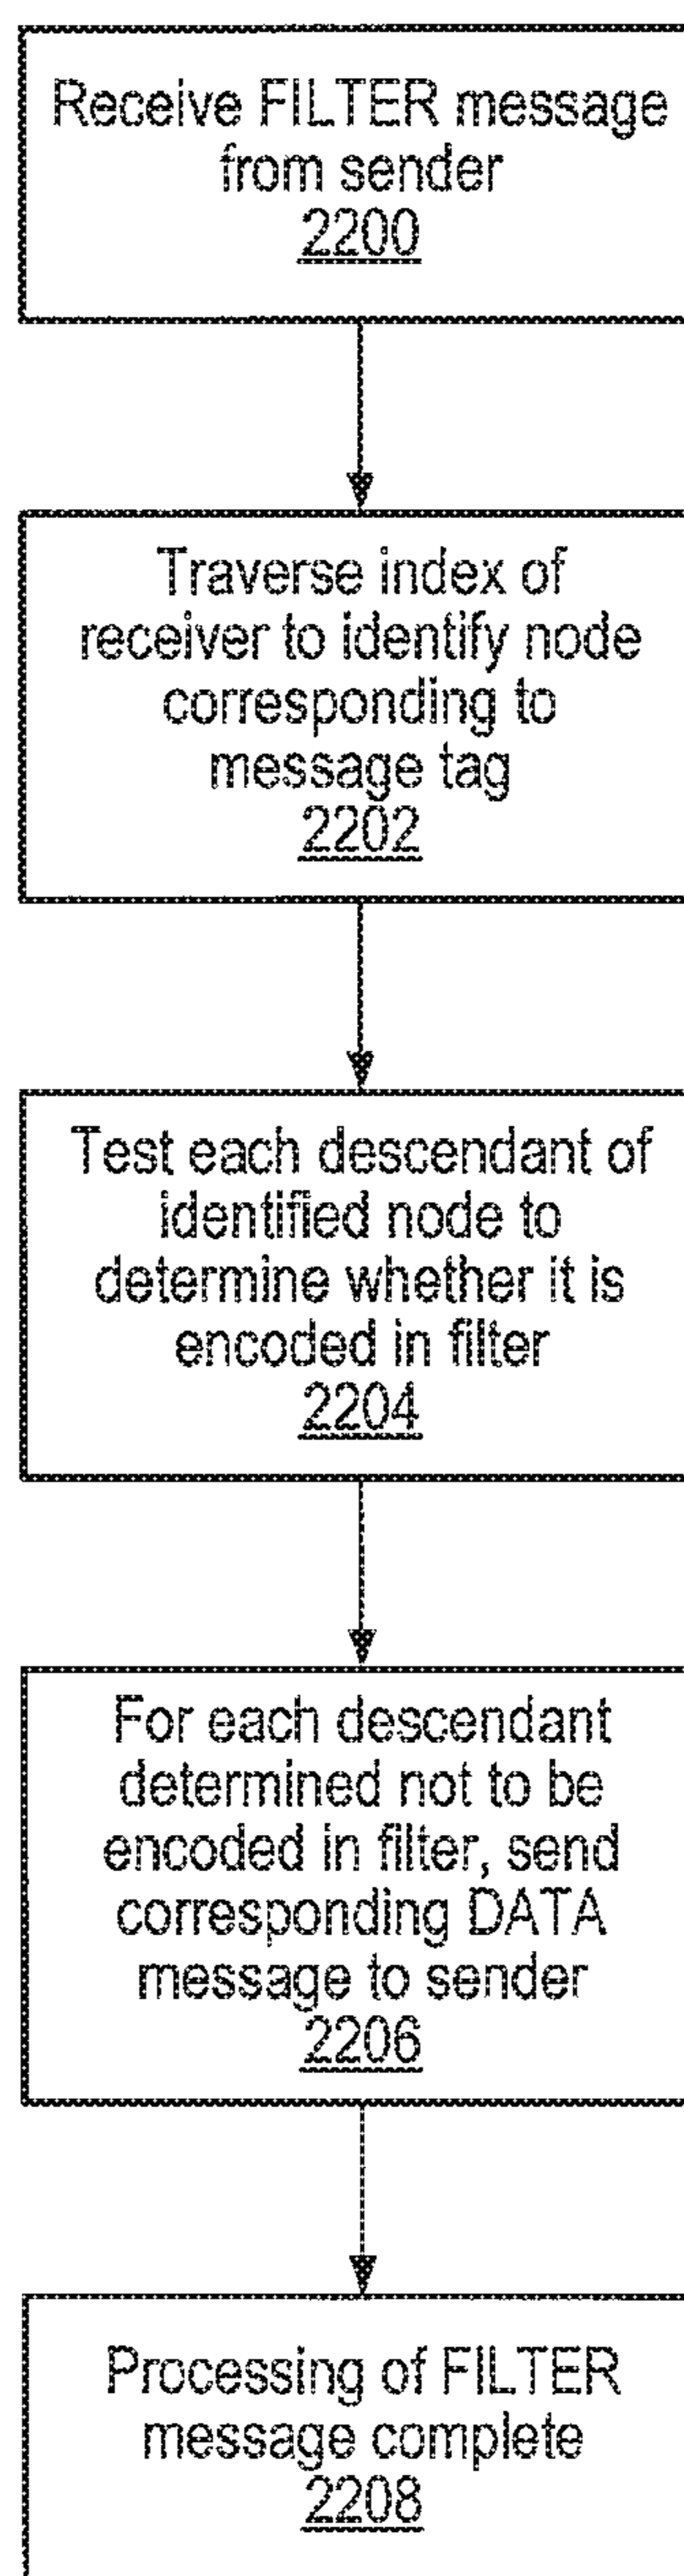 Receive FILTER message
from sender
2200
Traverse index of
receiver to identify node
corresponding to
message tag
2202
Test each descendant of
identified node to
determine whether it is
encoded in filter
2204
For each descendant
determined not to be
encoded in filter, send
corresponding DATA
message to sender
2206
Processing of FILTER
message complete
2208